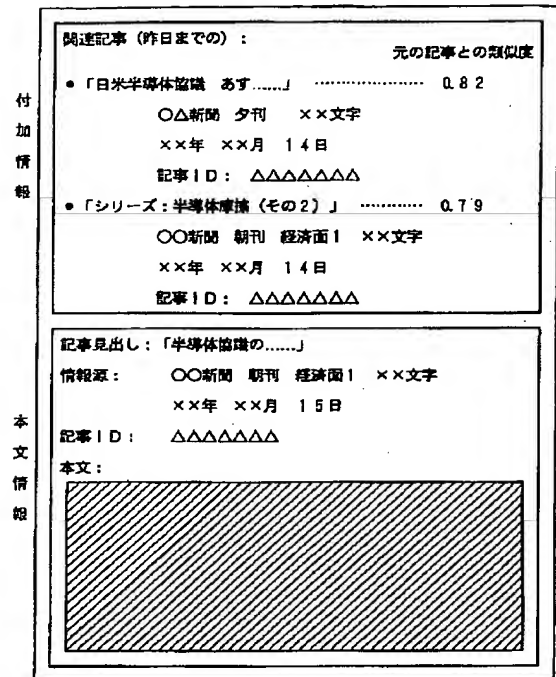 付加情報
関連記事（昨日までの）：
元の記事との類似度
●「日米半導体協議　あす……」 ……………… 0.82
○△新聞　夕刊　××文字
××年　××月　14日
記事ID：　△△△△△△△
●「シリーズ：半導体摩擦（その2）」 ………… 0.79
○○新聞　朝刊　経済面1　××文字
××年　××月　14日
記事ID：　△△△△△△△
本文情報
記事見出し：「半導体協議の……」
情報源：　○○新聞　朝刊　経済面1　××文字
××年　××月　15日
記事ID：　△△△△△△△
本文：